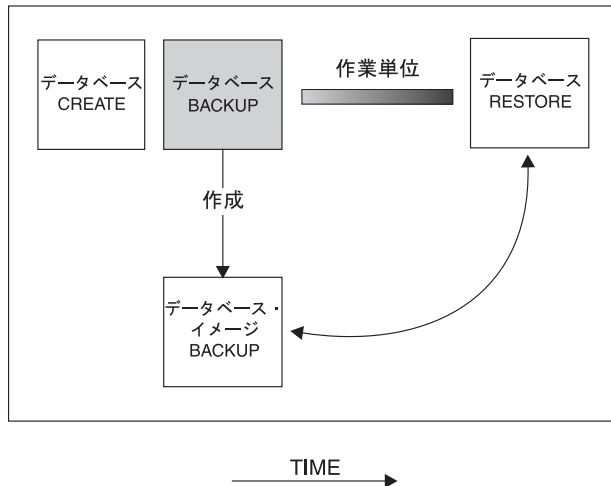 データベース
CREATE
データベース
BACKUP
作業単位
データベース
RESTORE
作成
データベース・
イメージ
BACKUP
TIME